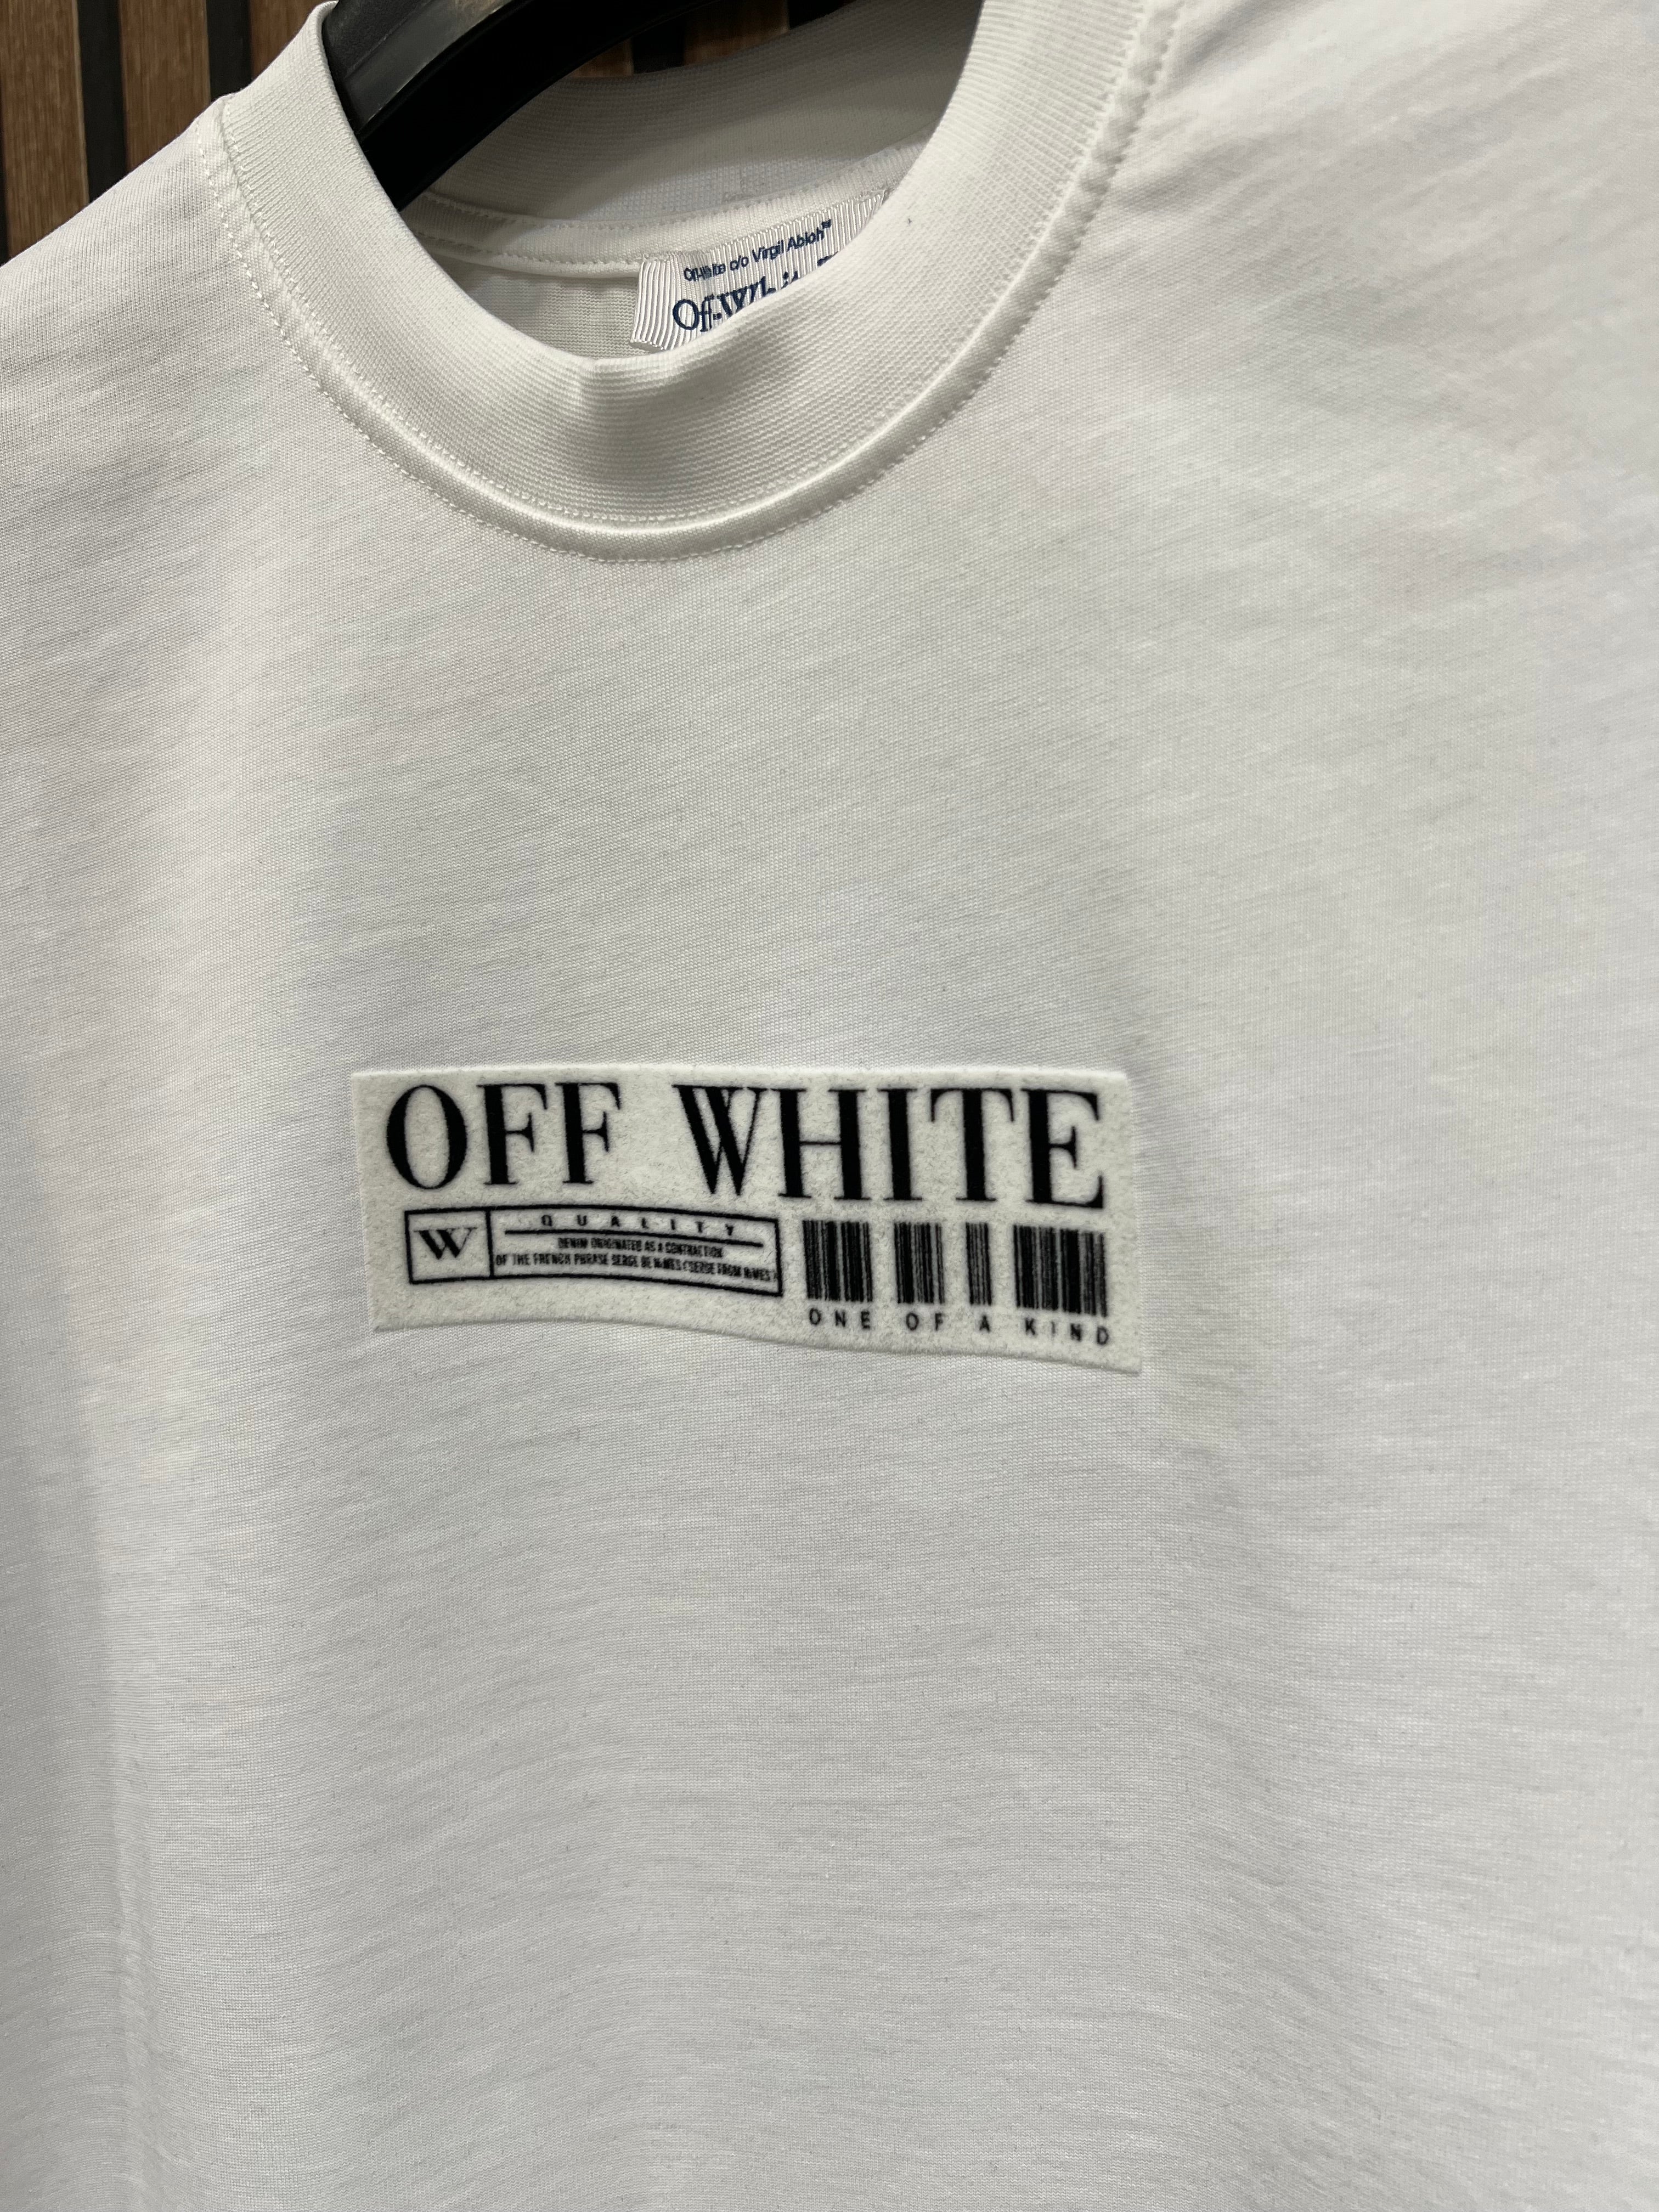 c/o Virgil Abloh™
Off-Whit
OFF WHITE
W
QUALITY
DENIM ORIGINATED AS A CONTRACTION
OF THE FRENCH PHRASE SERGE DE NIMES (SERGE FROM NIMES)
ONE OF A KIND